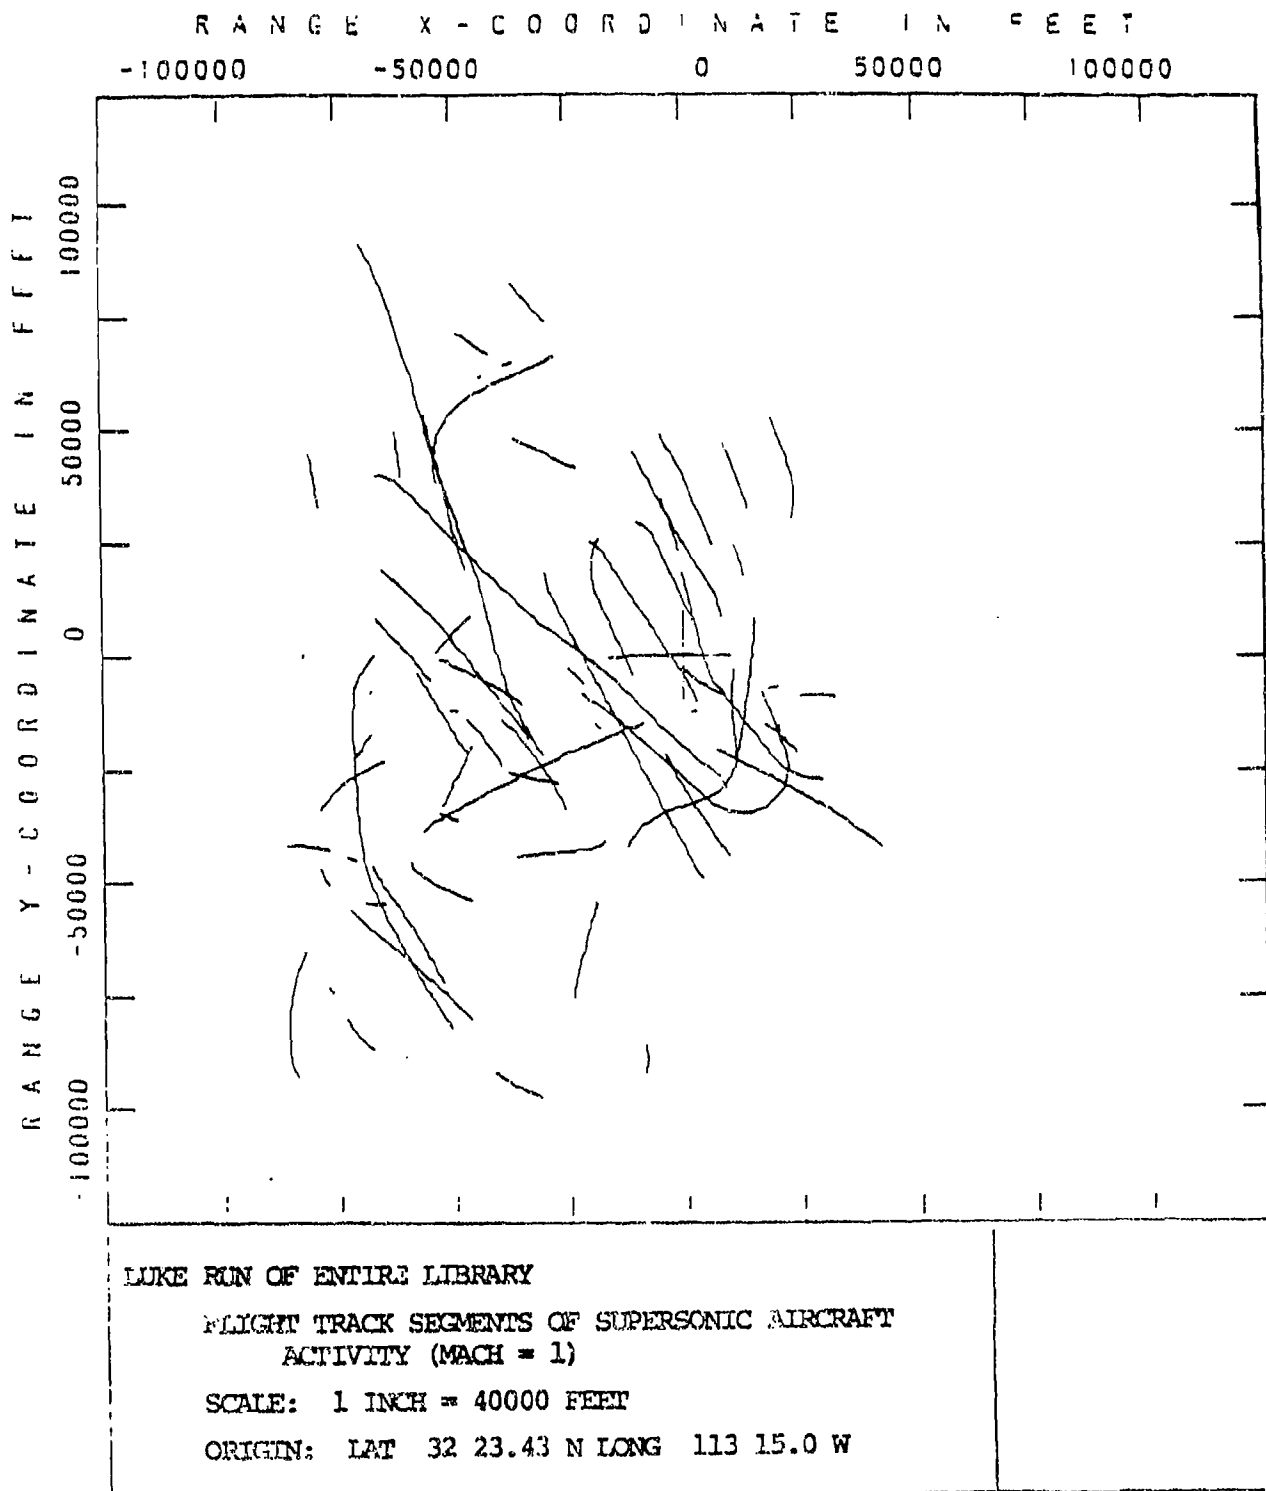 RANGE X-COORDINATE IN FEET
-100000 -50000 0 50000 100000
RANGE Y-COORDINATE IN FEET
100000
50000
0
-50000
-100000
LUKE RUN OF ENTIRE LIBRARY
FLIGHT TRACK SEGMENTS OF SUPERSONIC AIRCRAFT
ACTIVITY (MACH = 1)
SCALE: 1 INCH = 40000 FEET
ORIGIN: LAT 32 23.43 N LONG 113 15.0 W